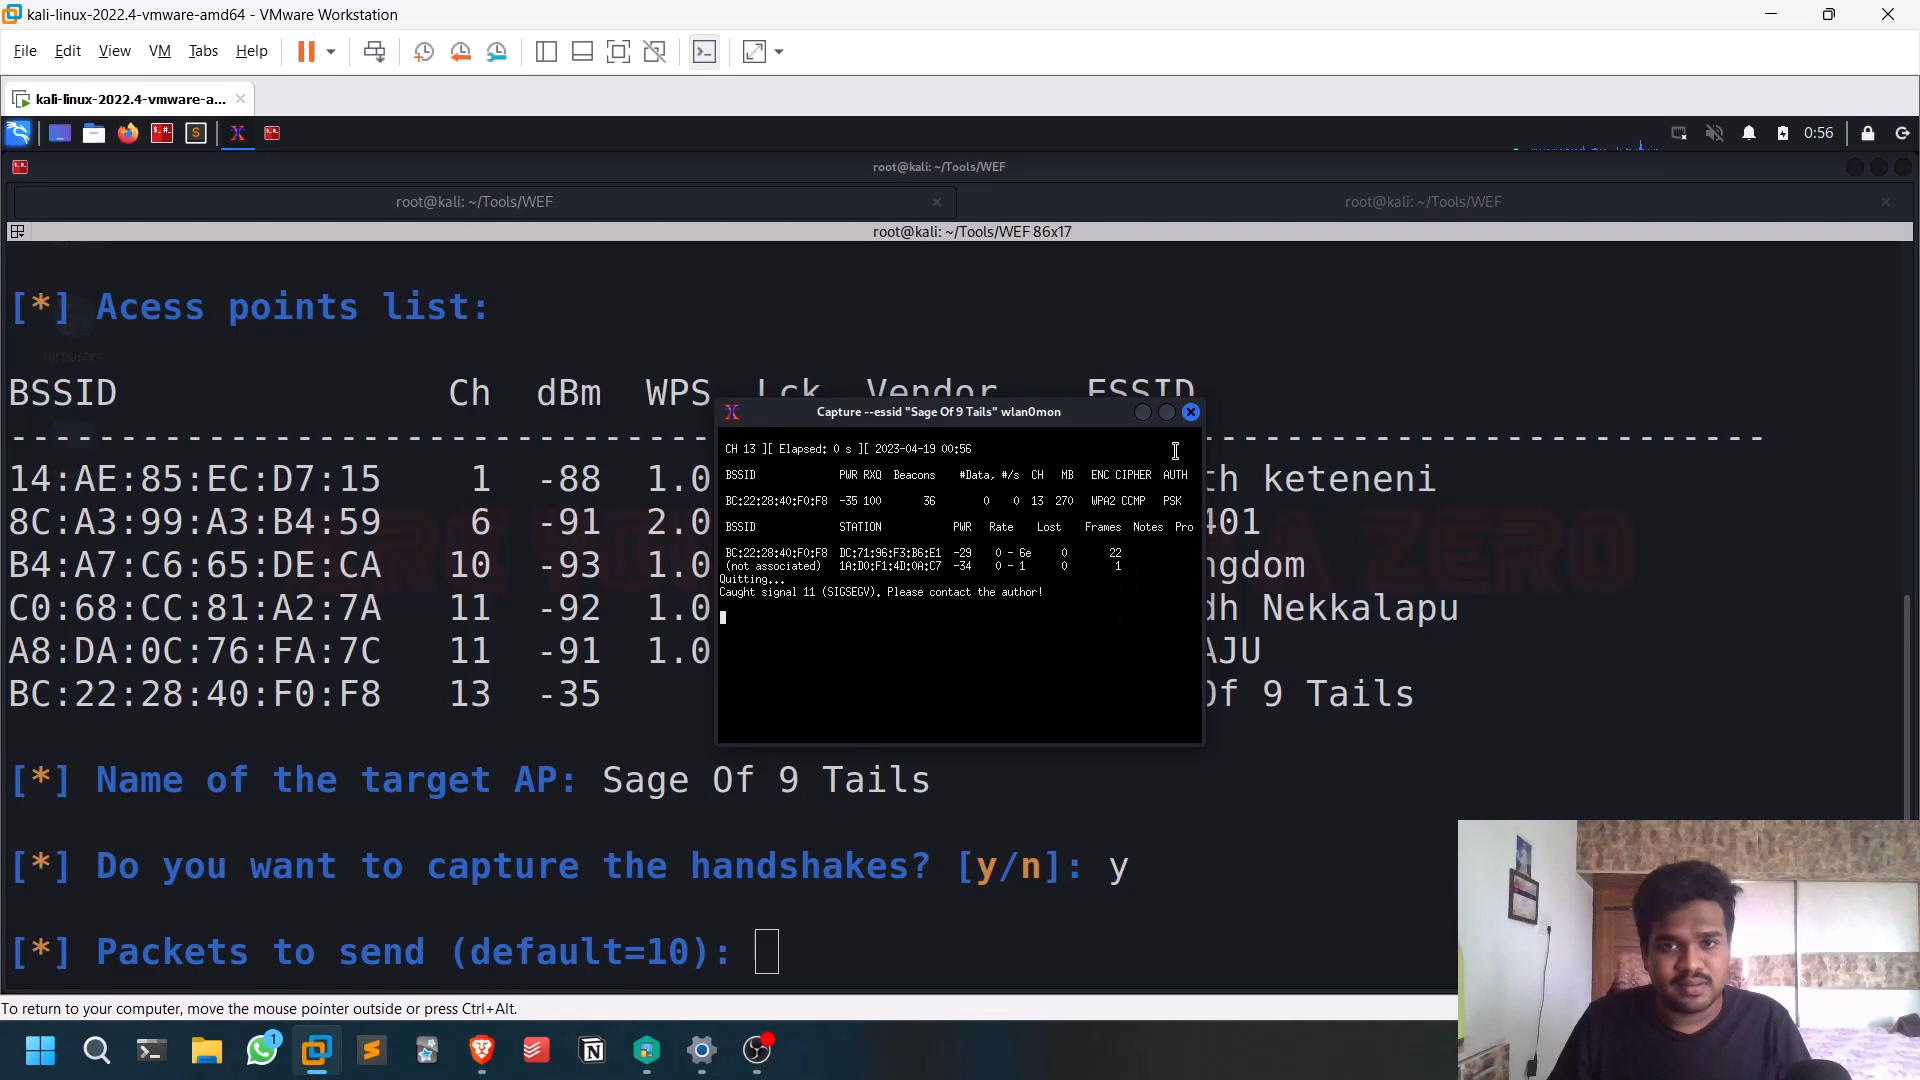 kali-linux-2022.4-vmware-amd64 - VMware Workstation
File Edit View VM Tabs Help
kali-linux-2022.4-vmware-a...
0:56
root@kali: ~/Tools/WEF
root@kali: ~/Tools/WEF
root@kali: ~/Tools/WEF
root@kali: ~/Tools/WEF 86x17
[*] Acess points list:
BSSID Ch dBm WPS Lck Vendor ESSID
14:AE:85:EC:D7:15 1 -88 1.0 th keteneni
8C:A3:99:A3:B4:59 6 -91 2.0 401
B4:A7:C6:65:DE:CA 10 -93 1.0 ngdom
C0:68:CC:81:A2:7A 11 -92 1.0 dh Nekkalapu
A8:DA:0C:76:FA:7C 11 -91 1.0 AJU
BC:22:28:40:F0:F8 13 -35 Of 9 Tails
Capture --essid "Sage Of 9 Tails" wlan0mon
CH 13 ][ Elapsed: 0 s ][ 2023-04-19 00:56
BSSID PWR RXQ Beacons #Data, #/s CH MB ENC CIPHER AUTH
BC:22:28:40:F0:F8 -35 100 36 0 0 13 270 WPA2 CCMP PSK
BSSID STATION PWR Rate Lost Frames Notes Pro
BC:22:28:40:F0:F8 DC:71:96:F3:B6:E1 -29 0 - 6e 0 22
(not associated) 1A:D0:F1:4D:0A:C7 -34 0 - 1 0 1
Quitting...
Caught signal 11 (SIGSEGV). Please contact the author!
[*] Name of the target AP: Sage Of 9 Tails
[*] Do you want to capture the handshakes? [y/n]: y
[*] Packets to send (default=10):
To return to your computer, move the mouse pointer outside or press Ctrl+Alt.
1